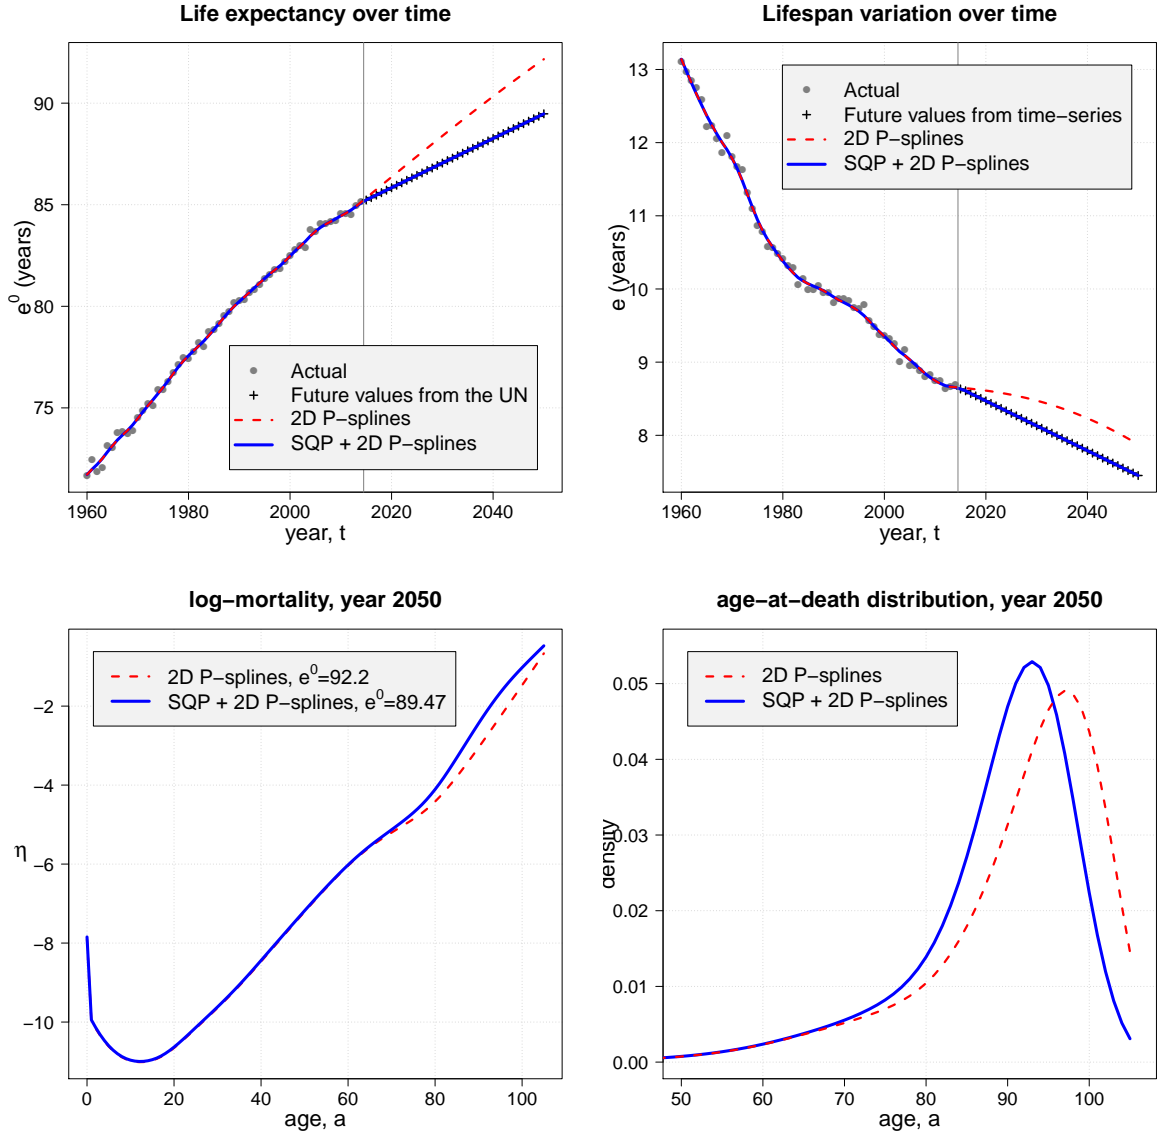 Life expectancy over time
90
85
80
75
e⁰ (years)
Actual
Future values from the UN
2D P−splines
SQP + 2D P−splines
1960 1980 2000 2020 2040
year, t
Lifespan variation over time
13
12
11
10
9
8
e (years)
Actual
Future values from time−series
2D P−splines
SQP + 2D P−splines
1960 1980 2000 2020 2040
year, t
log−mortality, year 2050
2D P−splines, e⁰=92.2
SQP + 2D P−splines, e⁰=89.47
−2
−4
−6
−8
−10
η
0 20 40 60 80 100
age, a
age−at−death distribution, year 2050
2D P−splines
SQP + 2D P−splines
0.05
0.04
0.03
0.02
0.01
0.00
density
50 60 70 80 90 100
age, a